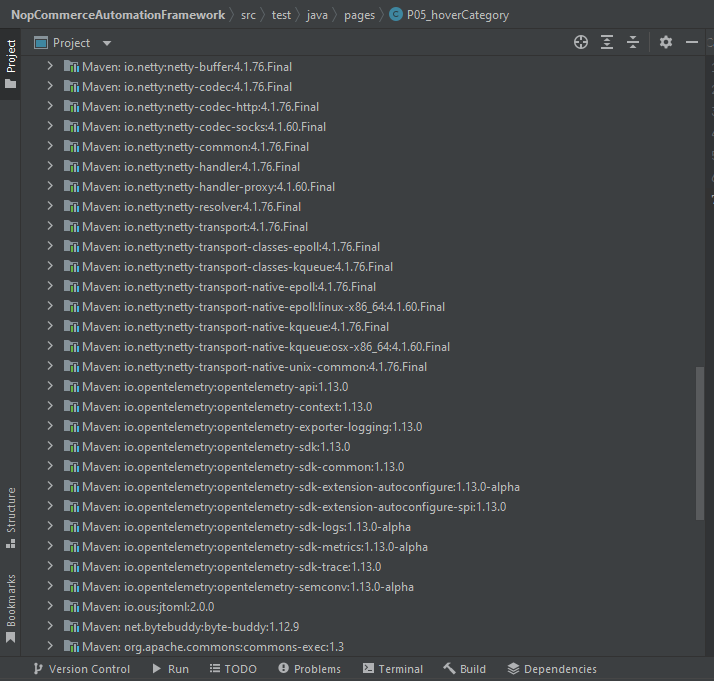 NopCommerceAutomationFramework src test java pages C P05_hoverCategory
Project
Project
Maven: io.netty:netty-buffer:4.1.76.Final
Maven: io.netty:netty-codec:4.1.76.Final
Maven: io.netty:netty-codec-http:4.1.76.Final
Maven: io.netty:netty-codec-socks:4.1.60.Final
Maven: io.netty:netty-common:4.1.76.Final
Maven: io.netty:netty-handler:4.1.76.Final
Maven: io.netty:netty-handler-proxy:4.1.60.Final
Maven: io.netty:netty-resolver:4.1.76.Final
Maven: io.netty:netty-transport:4.1.76.Final
Maven: io.netty:netty-transport-classes-epoll:4.1.76.Final
Maven: io.netty:netty-transport-classes-kqueue:4.1.76.Final
Maven: io.netty:netty-transport-native-epoll:4.1.76.Final
Maven: io.netty:netty-transport-native-epoll:linux-x86_64:4.1.60.Final
Maven: io.netty:netty-transport-native-kqueue:4.1.76.Final
Maven: io.netty:netty-transport-native-kqueue:osx-x86_64:4.1.60.Final
Maven: io.netty:netty-transport-native-unix-common:4.1.76.Final
Maven: io.opentelemetry:opentelemetry-api:1.13.0
Maven: io.opentelemetry:opentelemetry-context:1.13.0
Maven: io.opentelemetry:opentelemetry-exporter-logging:1.13.0
Maven: io.opentelemetry:opentelemetry-sdk:1.13.0
Maven: io.opentelemetry:opentelemetry-sdk-common:1.13.0
Maven: io.opentelemetry:opentelemetry-sdk-extension-autoconfigure:1.13.0-alpha
Maven: io.opentelemetry:opentelemetry-sdk-extension-autoconfigure-spi:1.13.0
Maven: io.opentelemetry:opentelemetry-sdk-logs:1.13.0-alpha
Maven: io.opentelemetry:opentelemetry-sdk-metrics:1.13.0-alpha
Maven: io.opentelemetry:opentelemetry-sdk-trace:1.13.0
Maven: io.opentelemetry:opentelemetry-semconv:1.13.0-alpha
Maven: io.ous:jtoml:2.0.0
Maven: net.bytebuddy:byte-buddy:1.12.9
Maven: org.apache.commons:commons-exec:1.3
Structure
Bookmarks
Version Control Run TODO Problems Terminal Build Dependencies